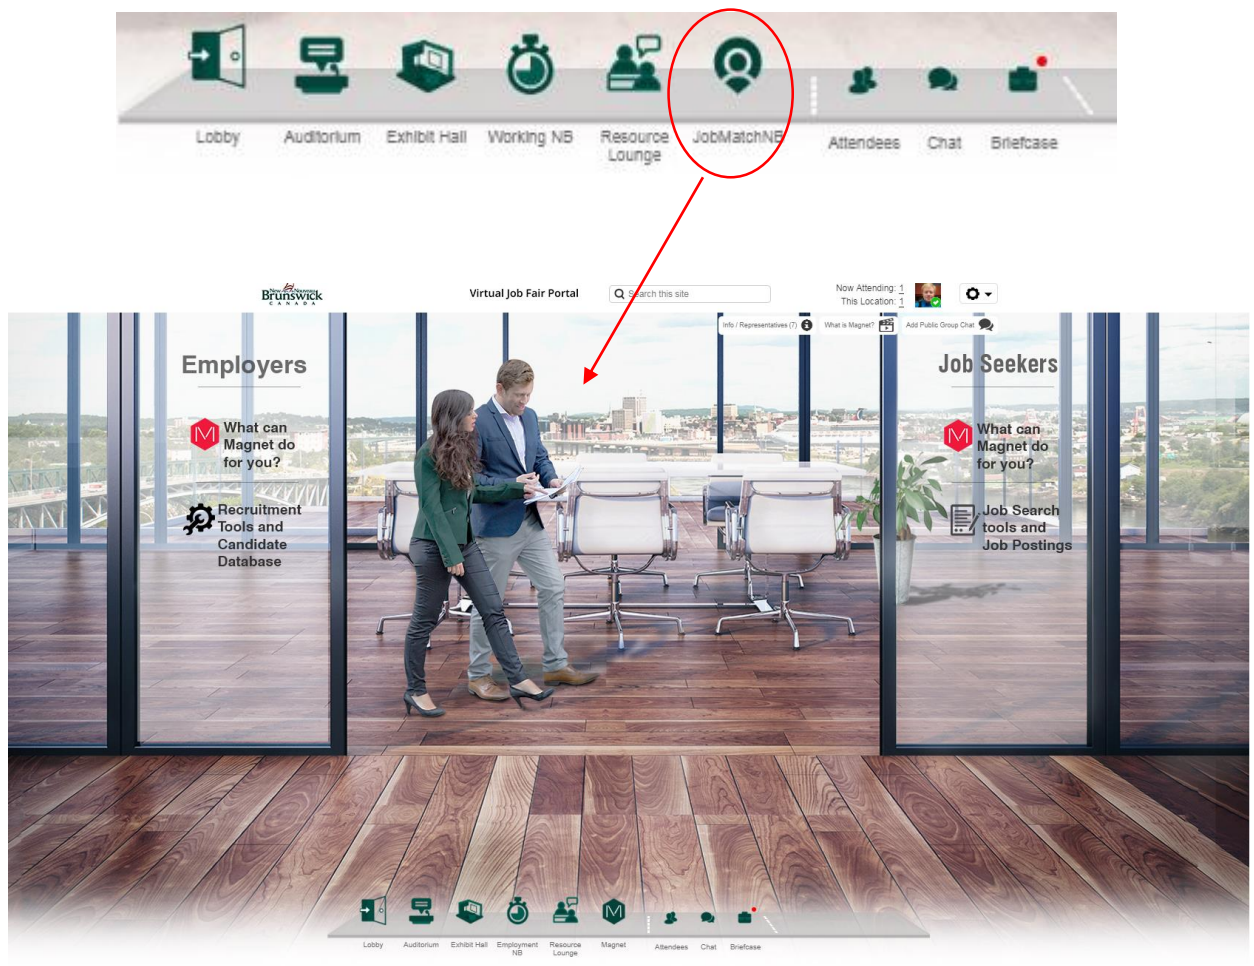 Lobby
Auditorium
Exhibit Hall
Working NB
Resource
Lounge
JobMatchNB
Attendees
Chat
Briefcase
New Nouveau
Brunswick
CANADA
Virtual Job Fair Portal
Search this site
Now Attending: 1
This Location: 1
Info / Representatives (7)
What is Magnet?
Add Public Group Chat
Employers
What can
Magnet do
for you?
Recruitment
Tools and
Candidate
Database
Job Seekers
What can
Magnet do
for you?
Job Search
tools and
Job Postings
Lobby
Auditorium
Exhibit Hall
Employment
NB
Resource
Lounge
Magnet
Attendees
Chat
Briefcase